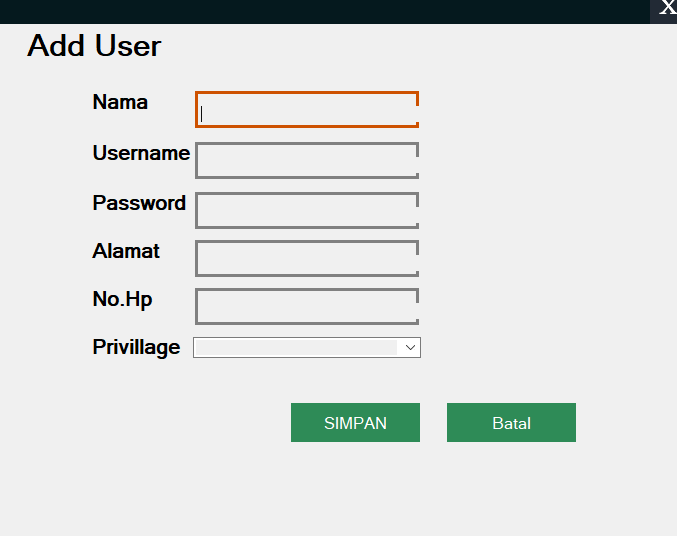 X
Add User
Nama
Username
Password
Alamat
No.Hp
Privillage
SIMPAN Batal